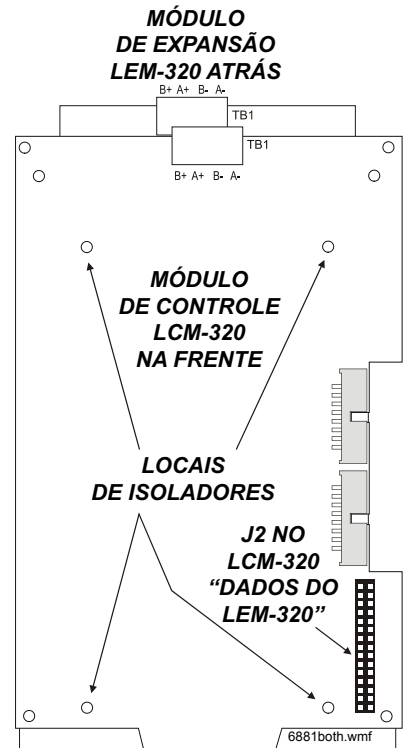 MÓDULO
DE EXPANSÃO
LEM-320 ATRÁS
B+ A+ B- A-
TB1
TB1
B+ A+ B- A-
MÓDULO
DE CONTROLE
LCM-320
NA FRENTE
LOCAIS
DE ISOLADORES
J2 NO
LCM-320
“DADOS DO
LEM-320”
6881both.wmf